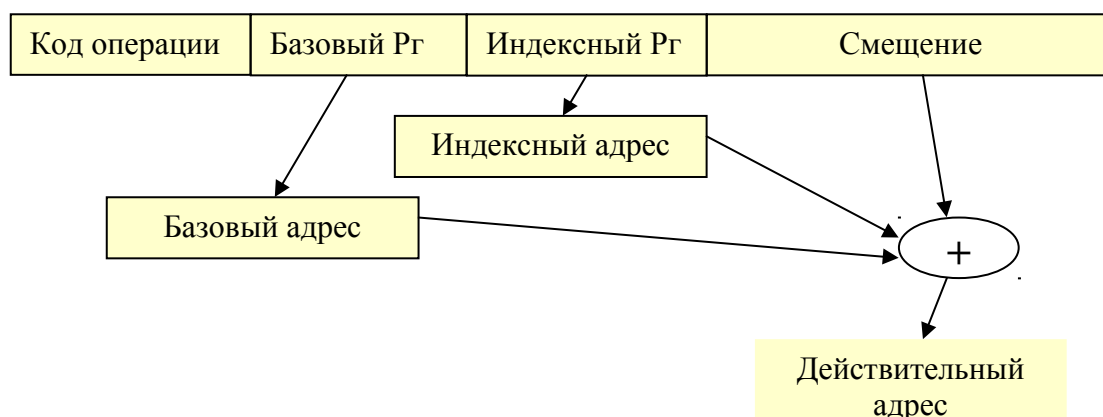 Код операции Базовый Рг Индексный Рг Смещение
Индексный адрес
Базовый адрес
+
Действительный
адрес